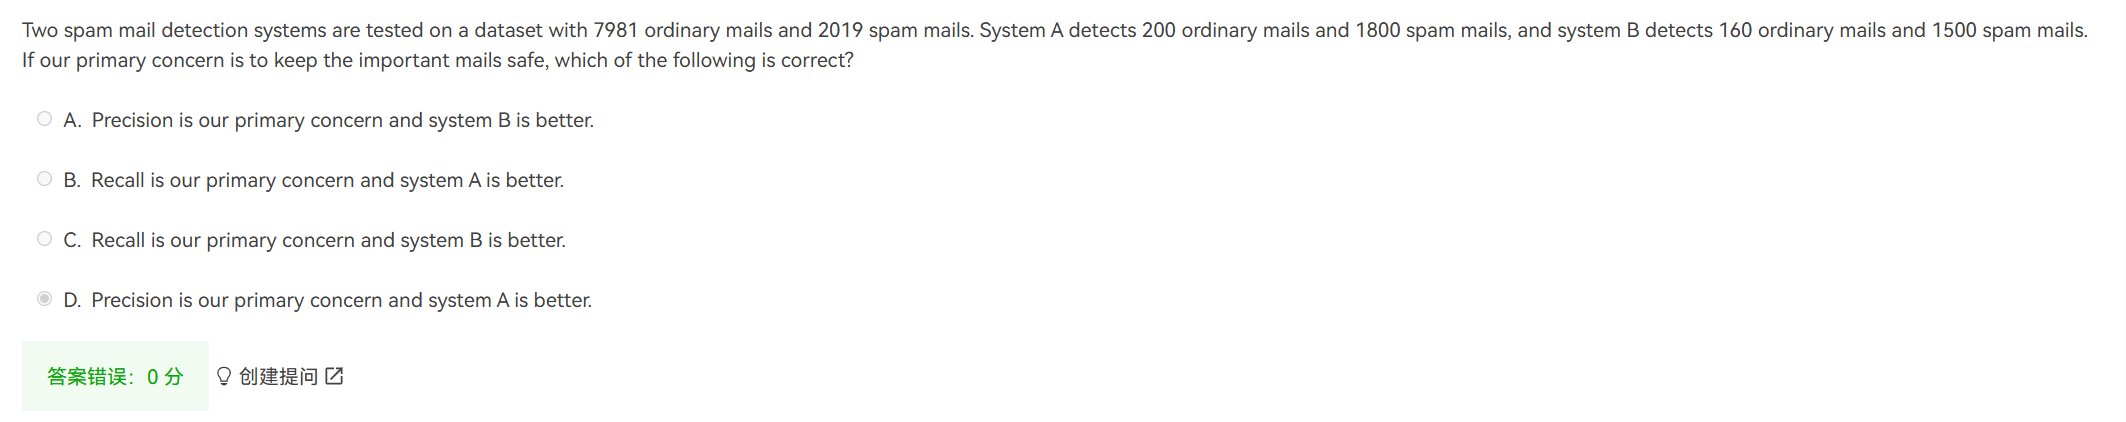 Two spam mail detection systems are tested on a dataset with 7981 ordinary mails and 2019 spam mails. System A detects 200 ordinary mails and 1800 spam mails, and system B detects 160 ordinary mails and 1500 spam mails.
If our primary concern is to keep the important mails safe, which of the following is correct?
A. Precision is our primary concern and system B is better.
B. Recall is our primary concern and system A is better.
C. Recall is our primary concern and system B is better.
D. Precision is our primary concern and system A is better.
答案错误：0 分 创建提问